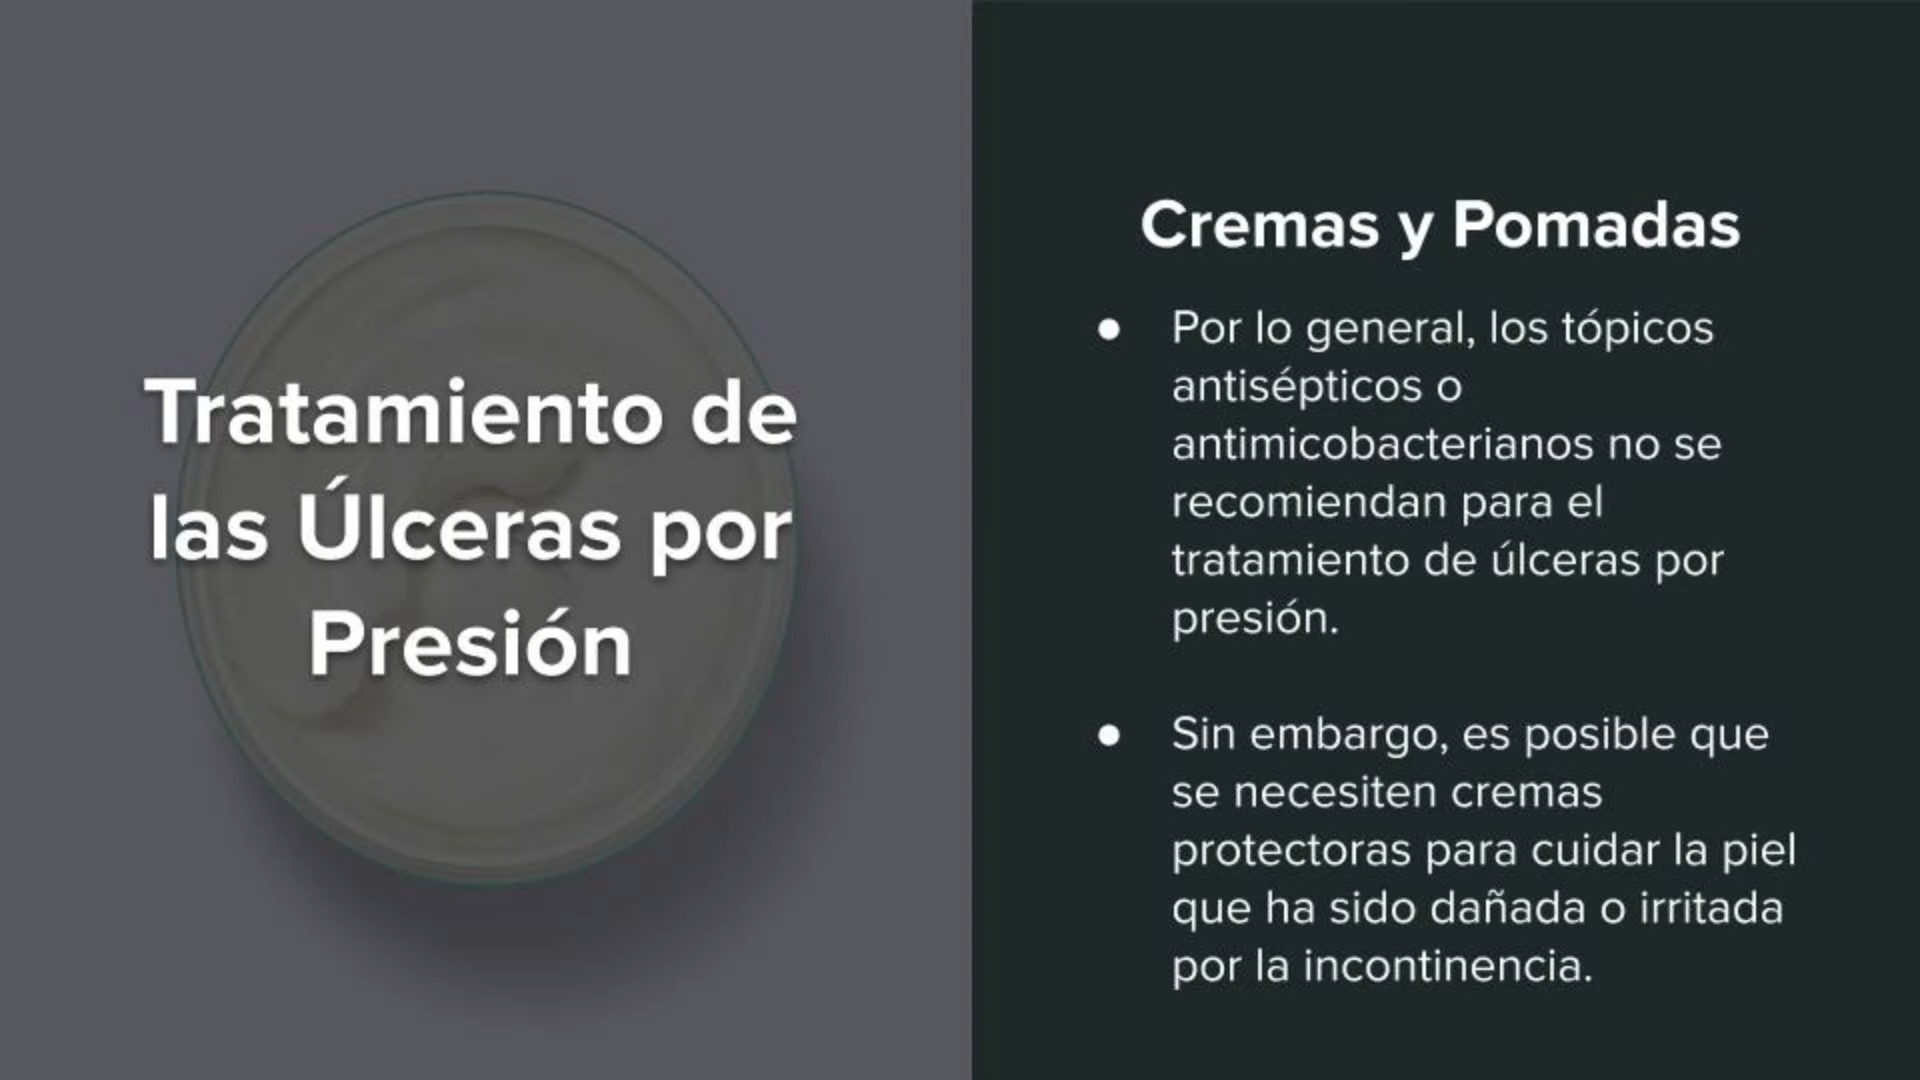 Tratamiento de
las Úlceras por
Presión
Cremas y Pomadas
● Por lo general, los tópicos
antisépticos o
antimicobacterianos no se
recomiendan para el
tratamiento de úlceras por
presión.
● Sin embargo, es posible que
se necesiten cremas
protectoras para cuidar la piel
que ha sido dañada o irritada
por la incontinencia.